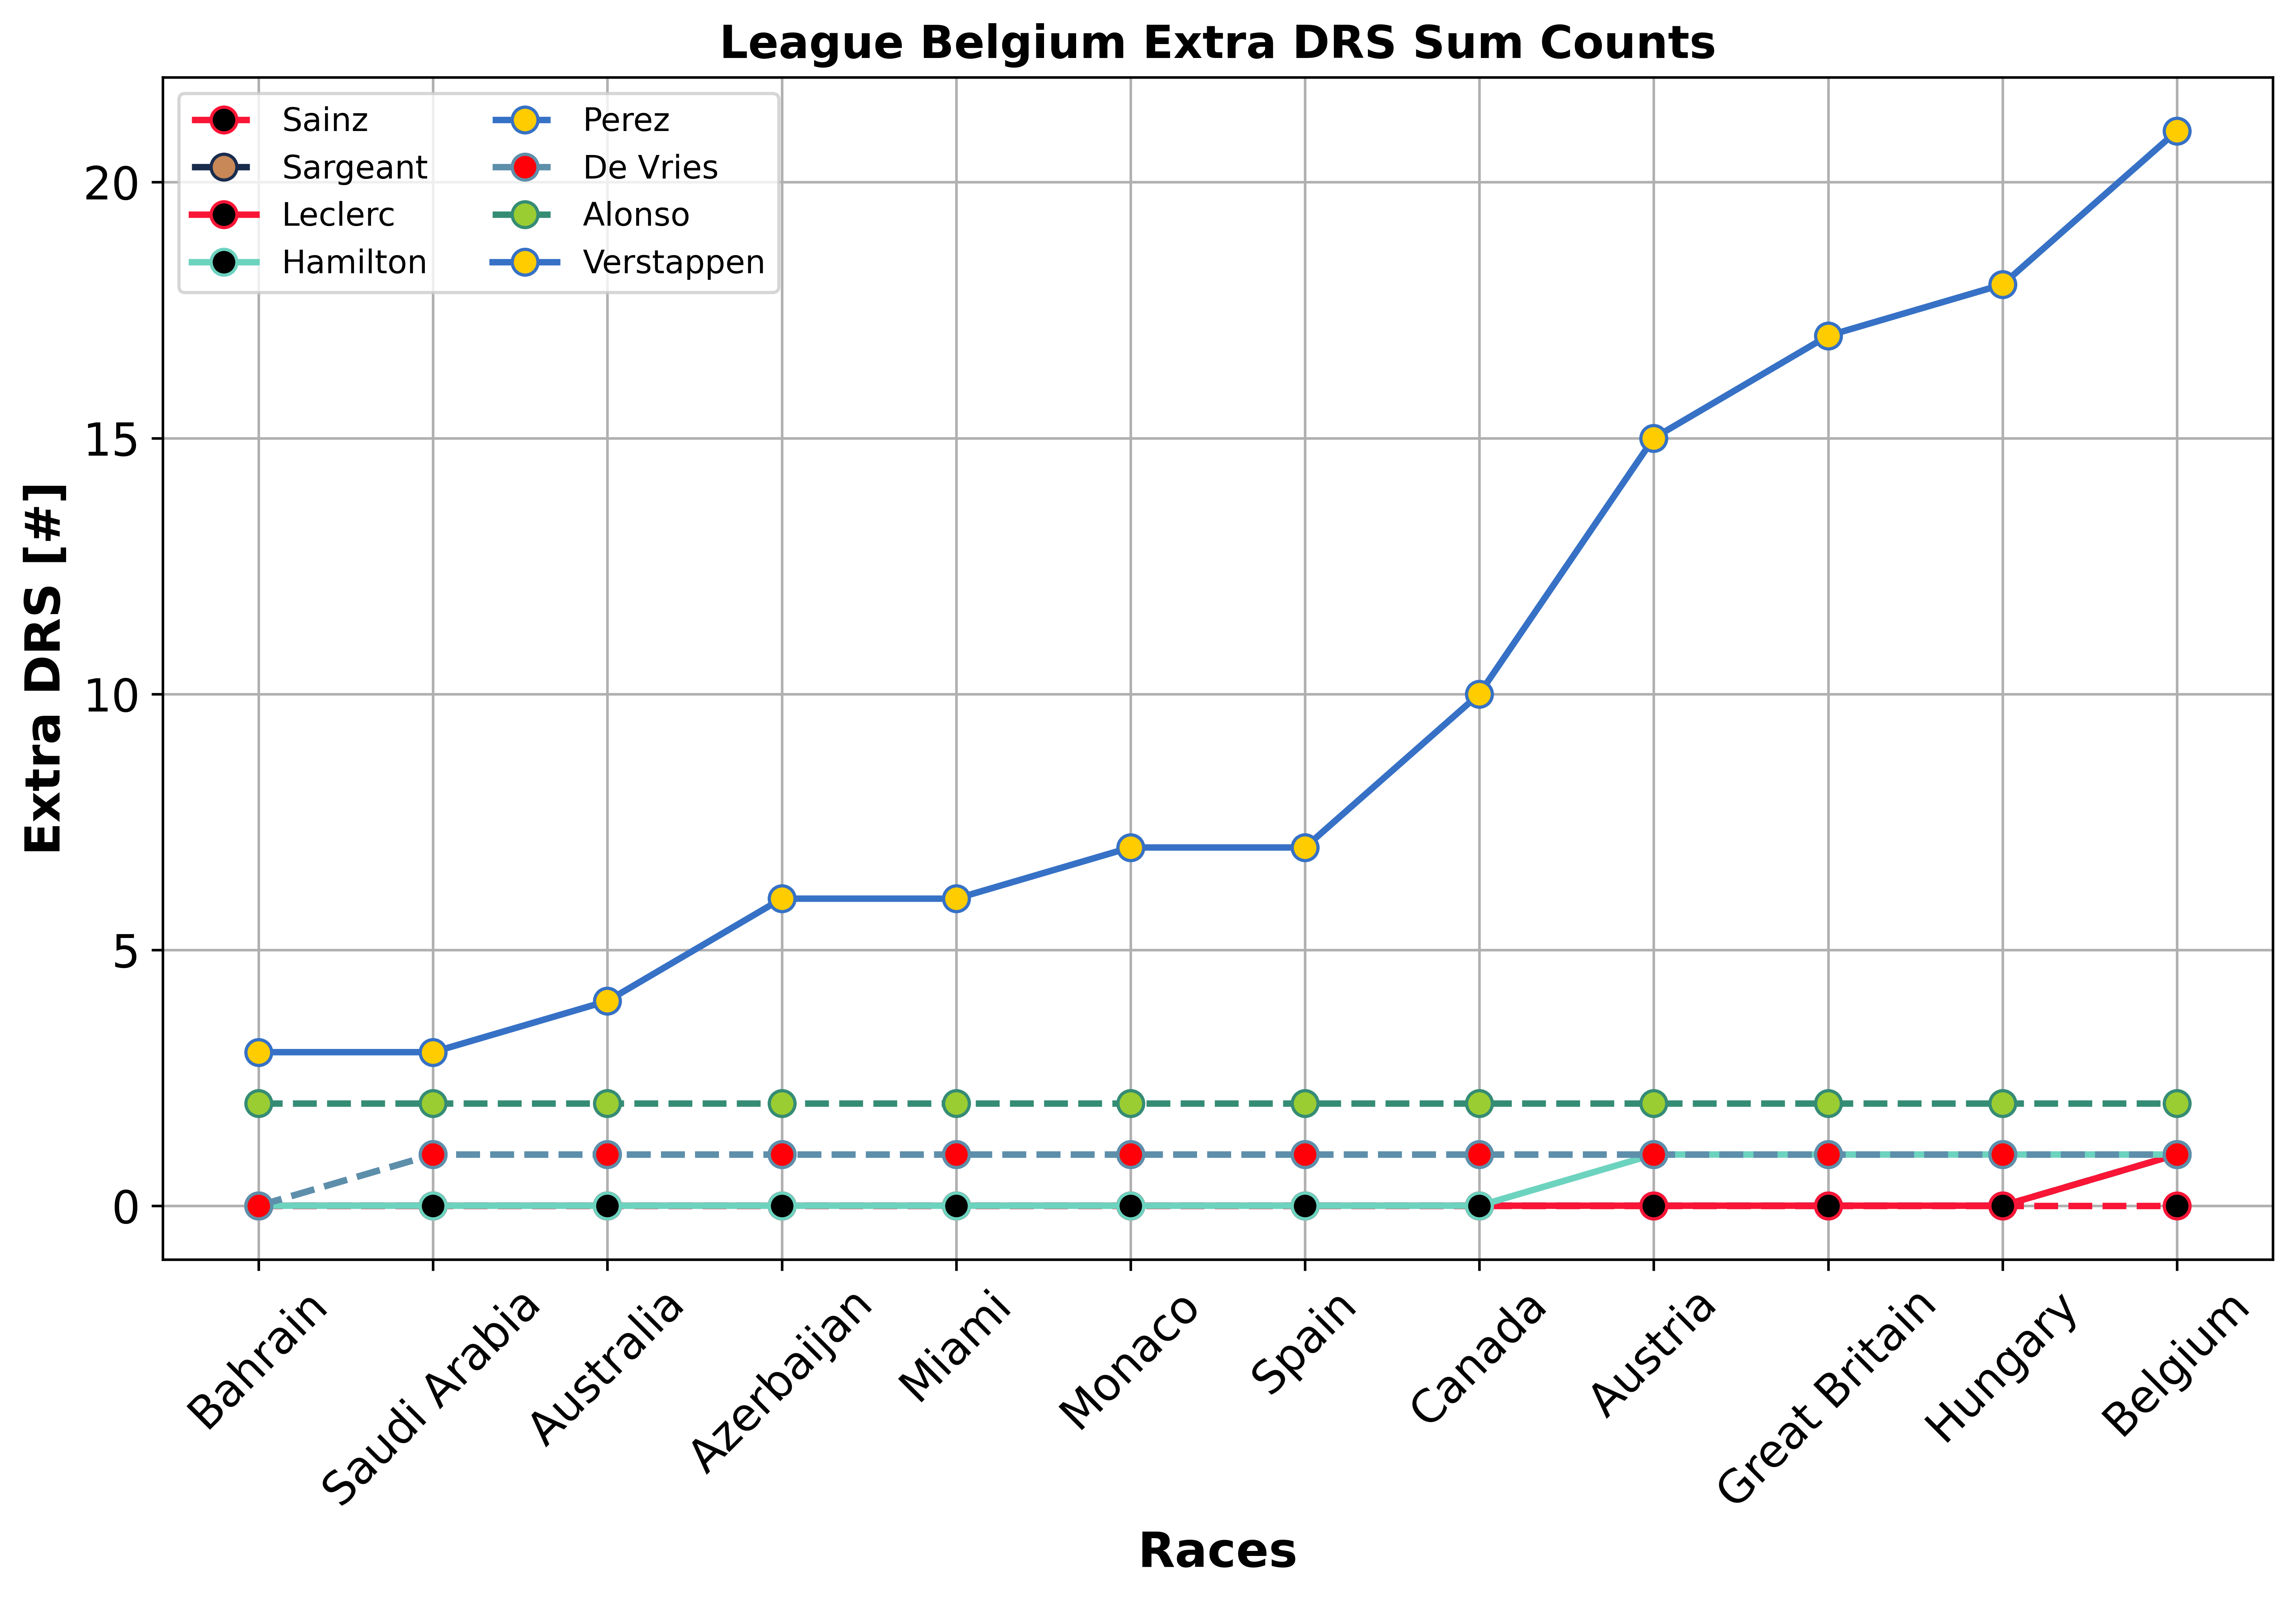 League Belgium Extra DRS Sum Counts
Sainz
Sargeant
Leclerc
Hamilton
Perez
De Vries
Alonso
Verstappen
Extra DRS [#]
20
15
10
5
0
Bahrain
Saudi Arabia
Australia
Azerbaijan
Miami
Monaco
Spain
Canada
Austria
Great Britain
Hungary
Belgium
Races